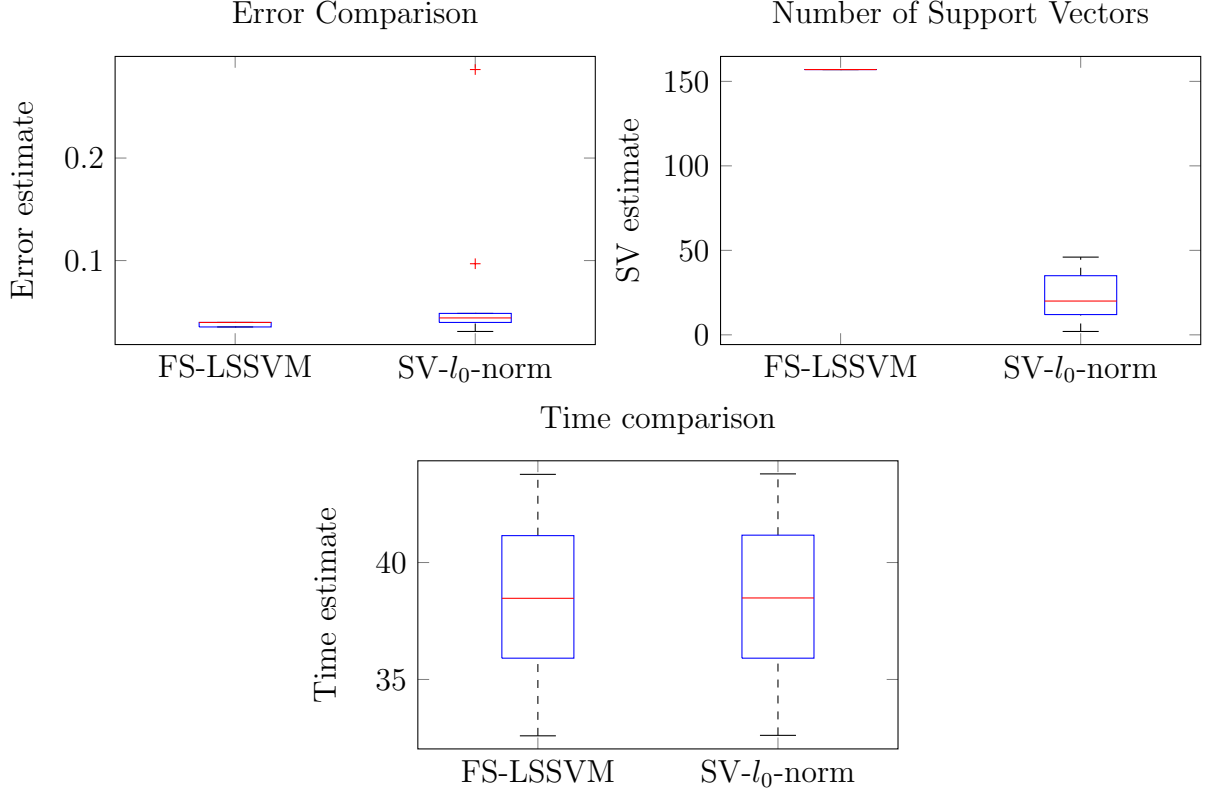 Error Comparison
Error estimate
0.2
0.1
FS-LSSVM SV-l₀-norm
Number of Support Vectors
SV estimate
150
100
50
0
FS-LSSVM SV-l₀-norm
Time comparison
Time estimate
40
35
FS-LSSVM SV-l₀-norm